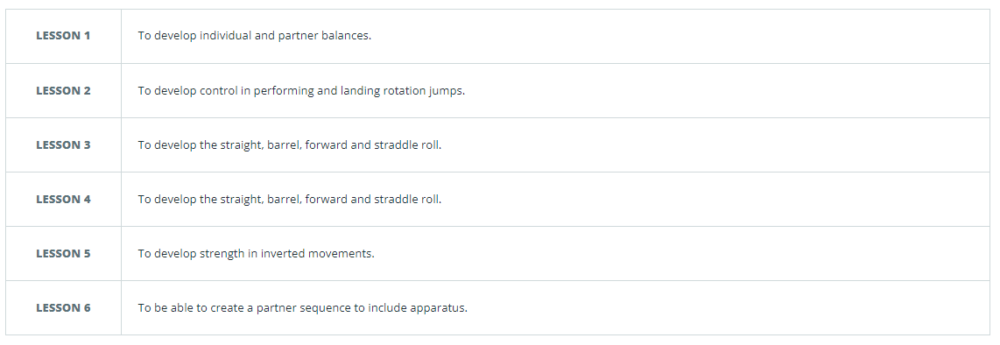 LESSON 1 To develop individual and partner balances.
LESSON 2 To develop control in performing and landing rotation jumps.
LESSON 3 To develop the straight, barrel, forward and straddle roll.
LESSON 4 To develop the straight, barrel, forward and straddle roll.
LESSON 5 To develop strength in inverted movements.
LESSON 6 To be able to create a partner sequence to include apparatus.